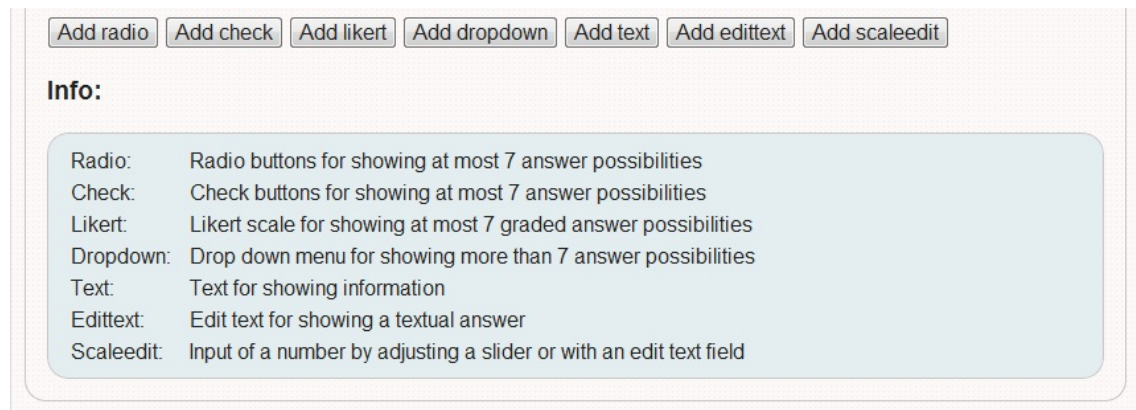 Add radio Add check Add likert Add dropdown Add text Add edittext Add scaleedit
Info:
Radio: Radio buttons for showing at most 7 answer possibilities
Check: Check buttons for showing at most 7 answer possibilities
Likert: Likert scale for showing at most 7 graded answer possibilities
Dropdown: Drop down menu for showing more than 7 answer possibilities
Text: Text for showing information
Edittext: Edit text for showing a textual answer
Scaleedit: Input of a number by adjusting a slider or with an edit text field